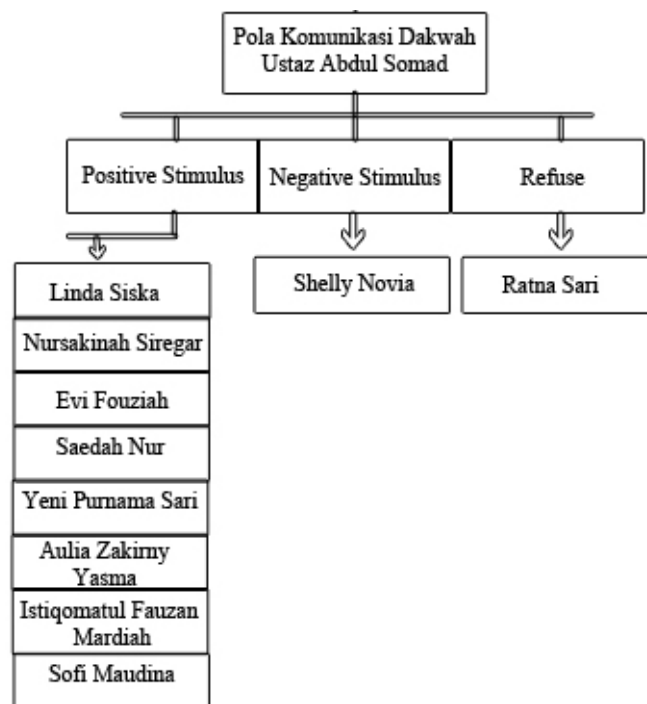 Pola Komunikasi Dakwah
Ustaz Abdul Somad
Positive Stimulus
Negative Stimulus
Refuse
Linda Siska
Shelly Novia
Ratna Sari
Nursakinah Siregar
Evi Fouziah
Saedah Nur
Yeni Purnama Sari
Aulia Zakirny
Yasma
Istiqomatul Fauzan
Mardiah
Sofi Maudina